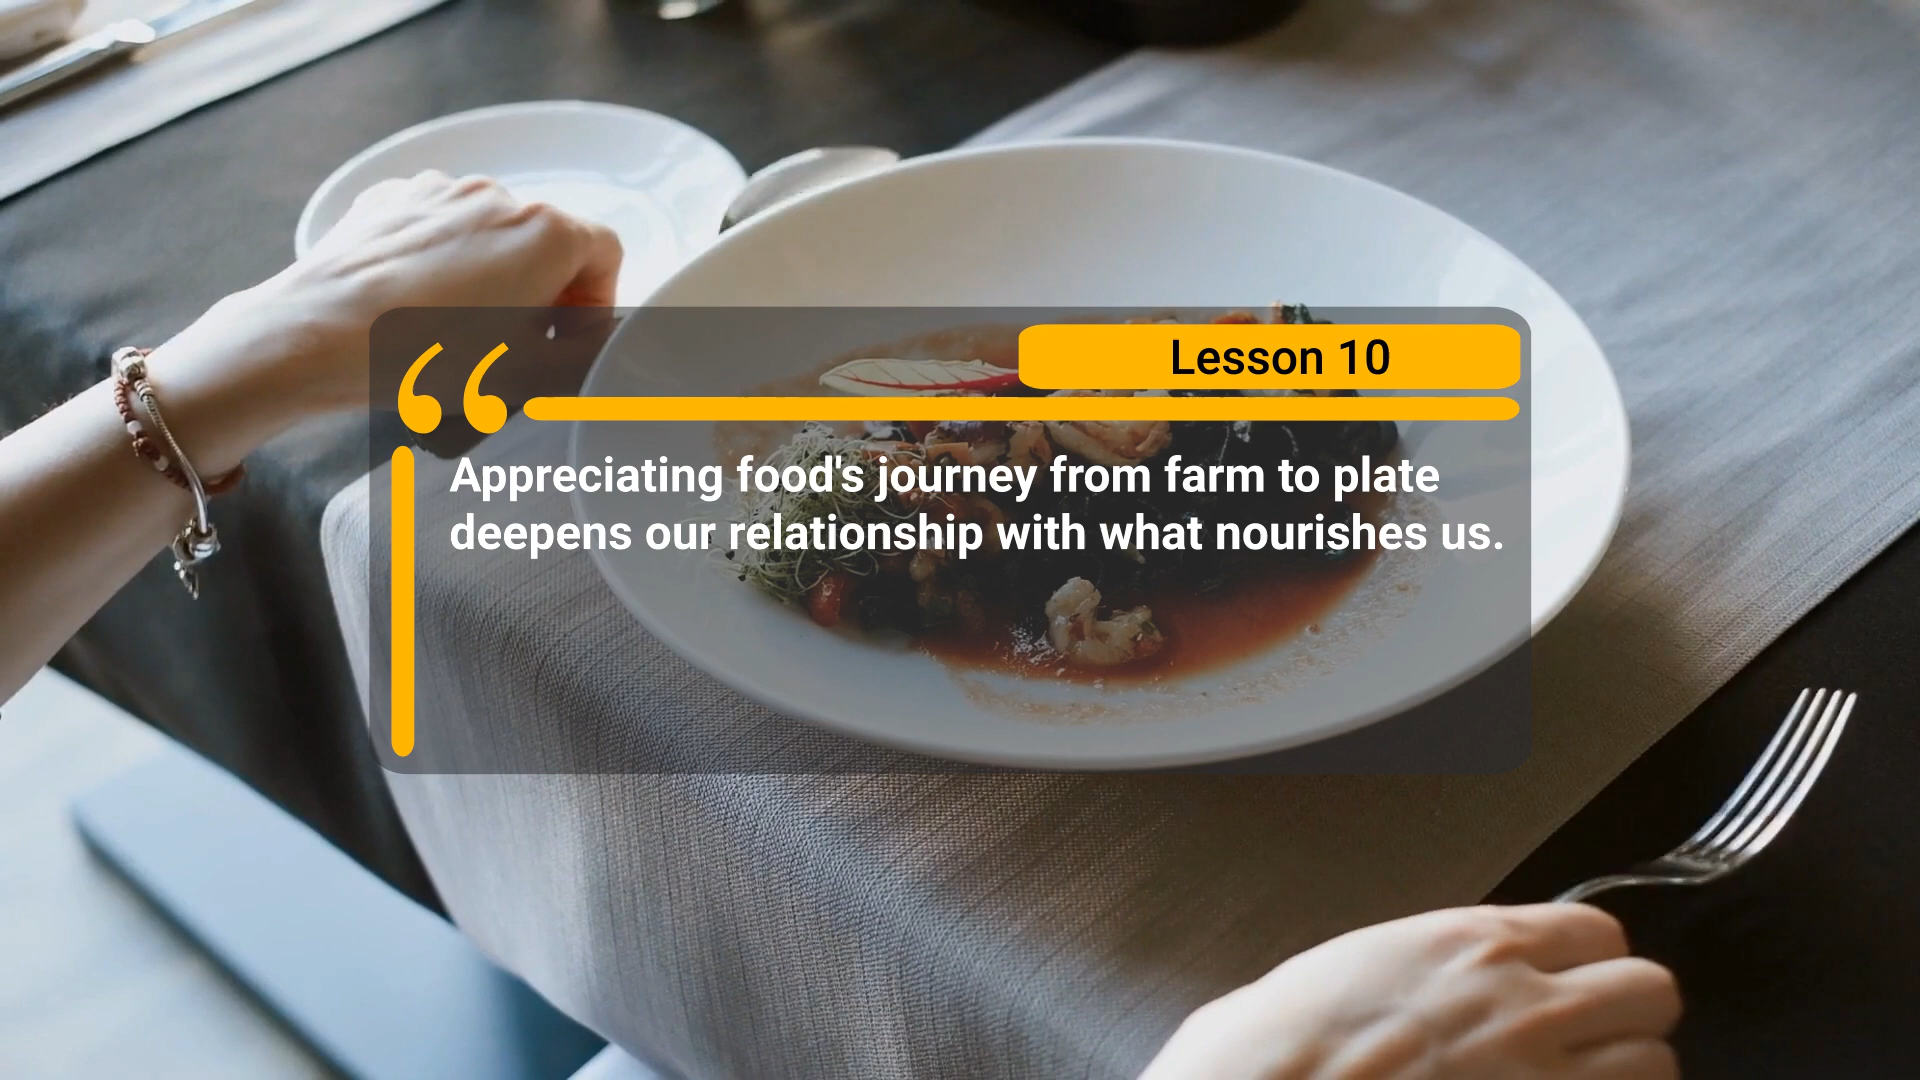 Lesson 10
Appreciating food's journey from farm to plate
deepens our relationship with what nourishes us.